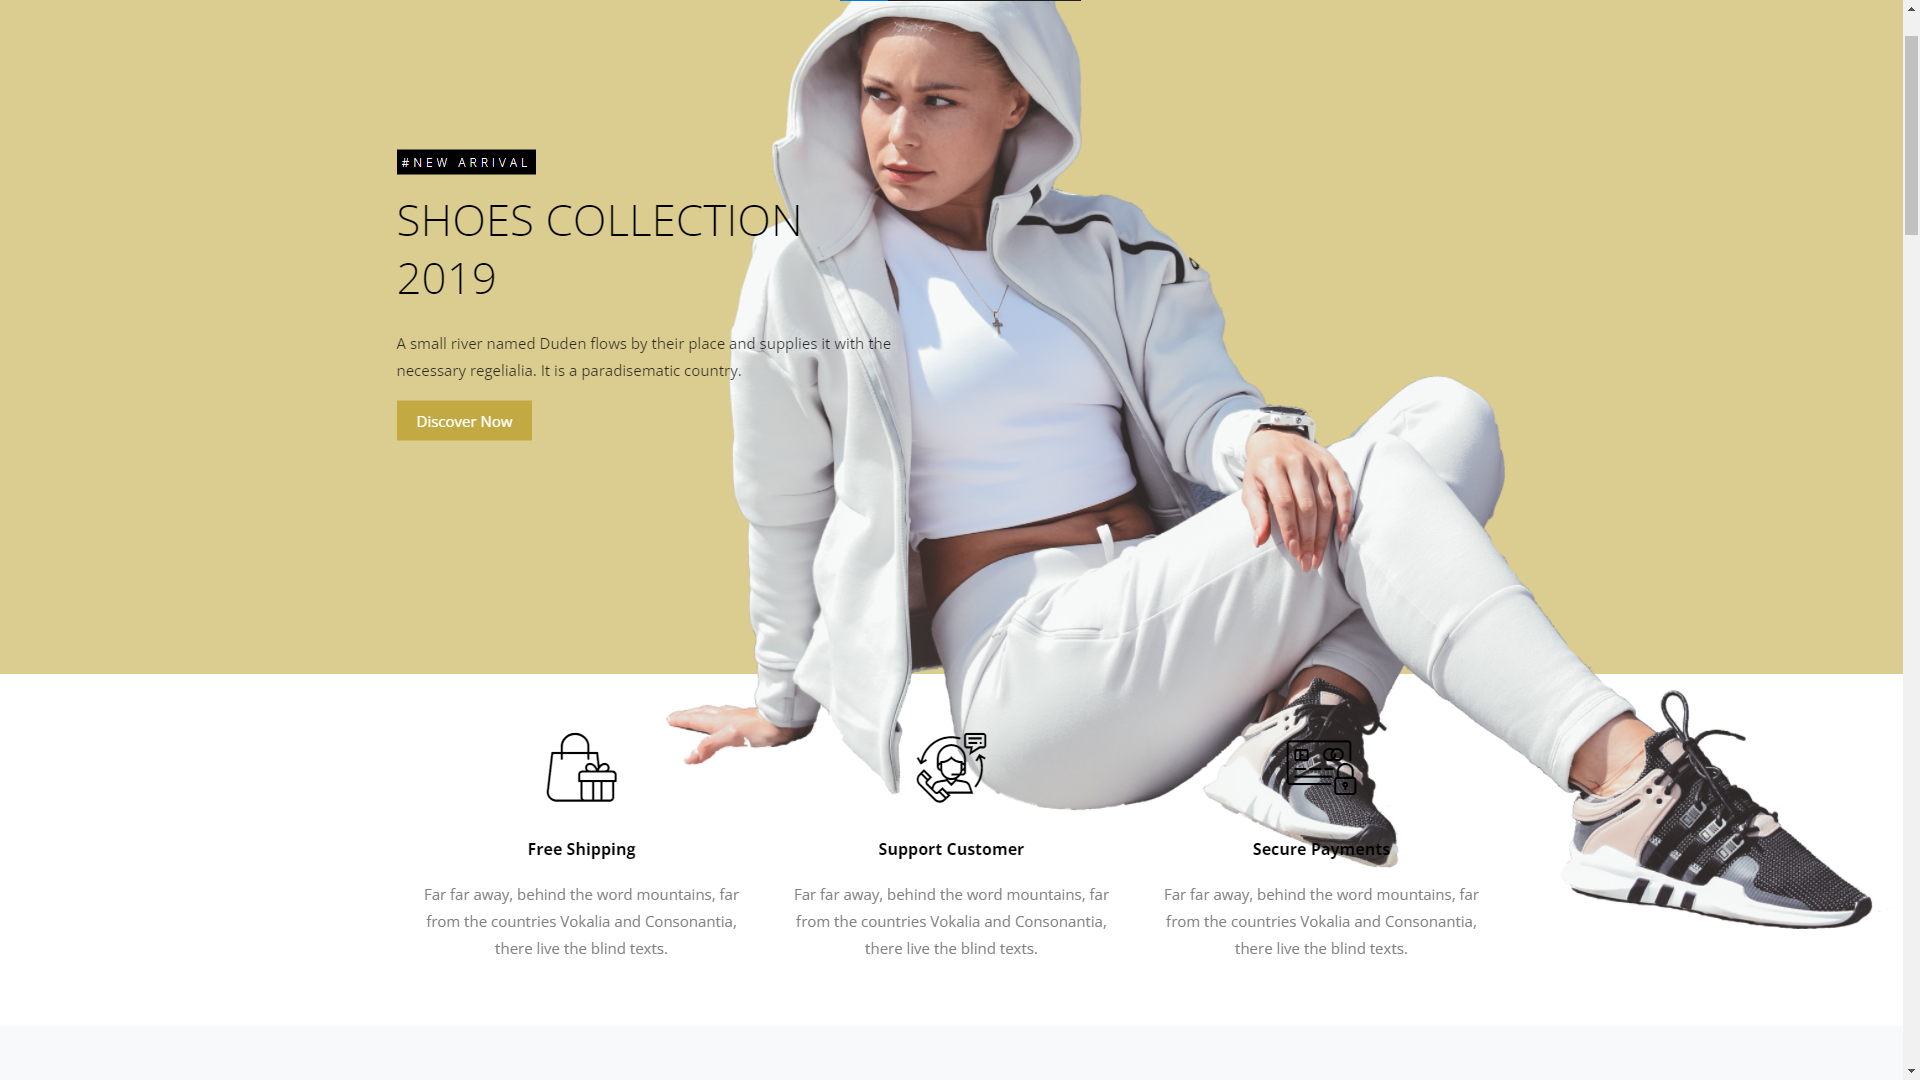 #NEW ARRIVAL
SHOES COLLECTION
2019
A small river named Duden flows by their place and supplies it with the
necessary regelialia. It is a paradisematic country.
Discover Now
Free Shipping
Far far away, behind the word mountains, far
from the countries Vokalia and Consonantia,
there live the blind texts.
Support Customer
Far far away, behind the word mountains, far
from the countries Vokalia and Consonantia,
there live the blind texts.
Secure Payments
Far far away, behind the word mountains, far
from the countries Vokalia and Consonantia,
there live the blind texts.